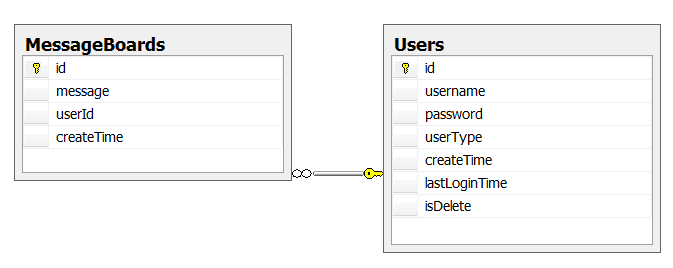 MessageBoards
id
message
userId
createTime
Users
id
username
password
userType
createTime
lastLoginTime
isDelete